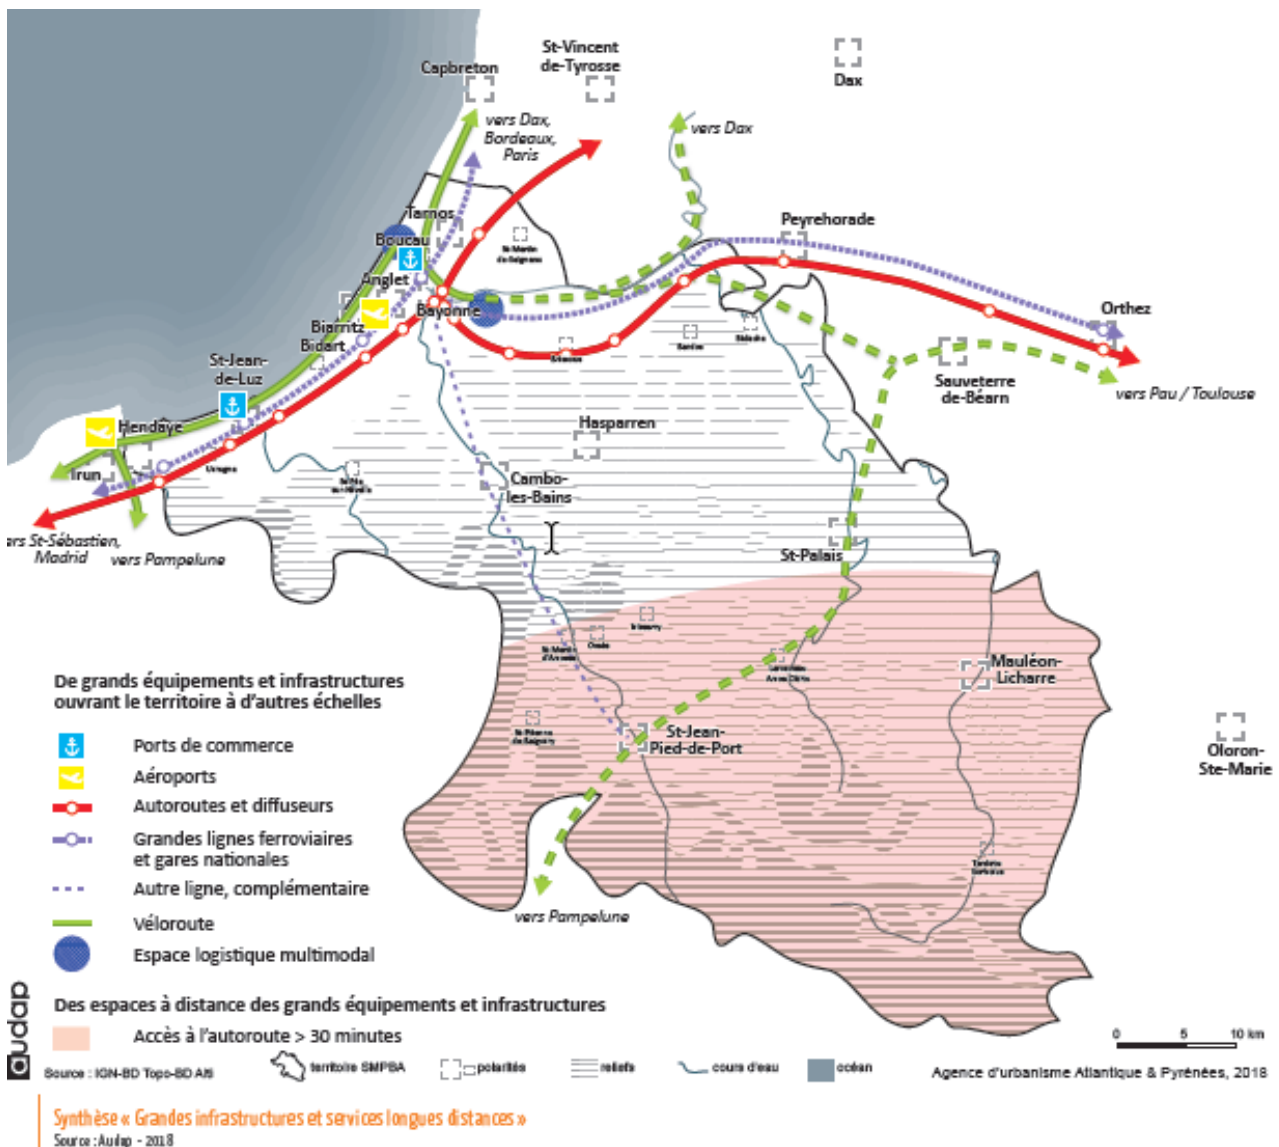 St-Vincent
de-Tyrosse
Capbreton
Dax
vers Dax,
Bordeaux,
Paris
vers Dax
Tarnos
Peyrehorade
Boucau
St-Martin
de-Seignanx
Anglet
Bayonne
Orthez
Biarritz
Bidart
St-Jean-
de-Luz
Sauveterre
de-Béarn
vers Pau / Toulouse
Hendaye
Hasparren
Irun
Cambo-
les-Bains
ers St-Sébastien,
Madrid
vers Pampelune
St-Palais
Mauléon-
Licharre
St-Jean-
Pied-de-Port
Oloron-
Ste-Marie
vers Pampelune
De grands équipements et infrastructures
ouvrant le territoire à d'autres échelles
Ports de commerce
Aéroports
Autoroutes et diffuseurs
Grandes lignes ferroviaires
et gares nationales
Autre ligne, complémentaire
Véloroute
Espace logistique multimodal
Des espaces à distance des grands équipements et infrastructures
Accès à l'autoroute > 30 minutes
audap
0 5 10 km
territoire SMPBA
polarités
reliefs
cours d'eau
océan
Source : IGN-BD Topo-BD Alti
Agence d'urbanisme Atlantique & Pyrénées, 2018
Synthèse « Grandes infrastructures et services longues distances »
Source : Audap - 2018